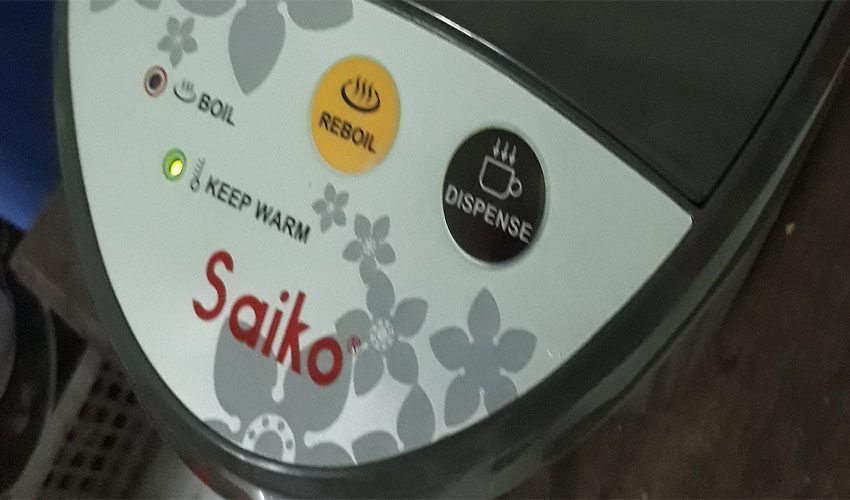 BOIL
REBOIL
DISPENSE
KEEP WARM
Saiko®